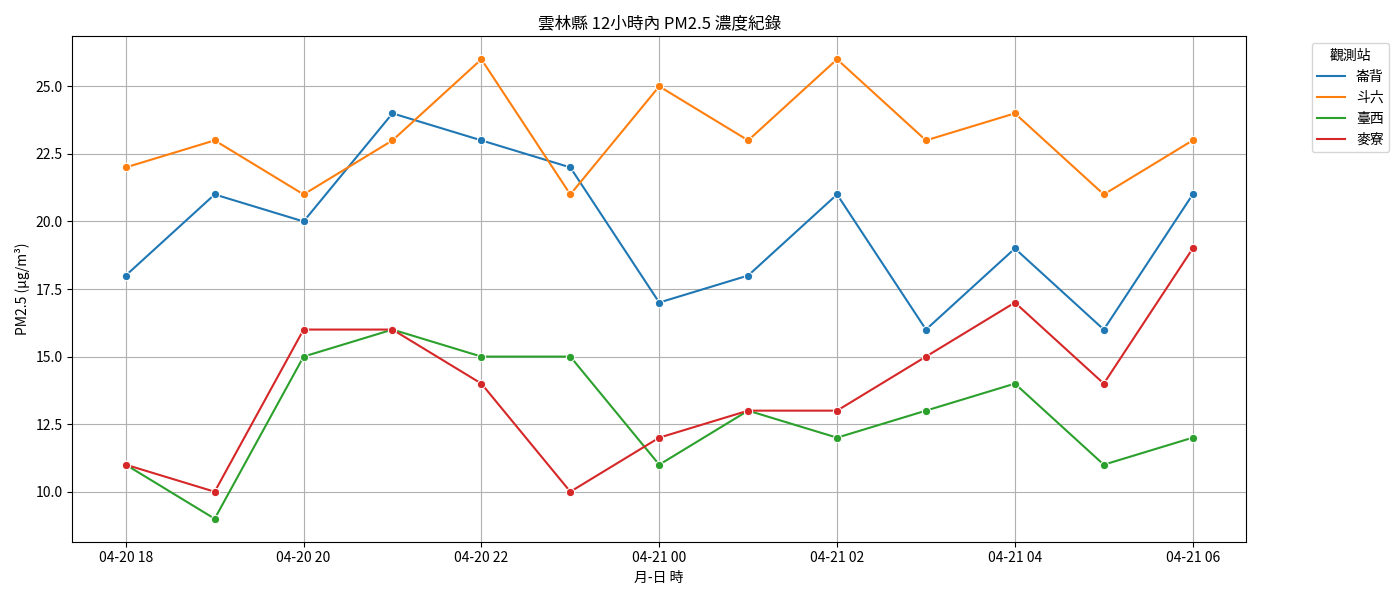 雲林縣 12小時內 PM2.5 濃度紀錄
PM2.5 (μg/m³)
25.0
22.5
20.0
17.5
15.0
12.5
10.0
04-20 18
04-20 20
04-20 22
04-21 00
04-21 02
04-21 04
04-21 06
月-日 時
觀測站
崙背
斗六
臺西
麥寮